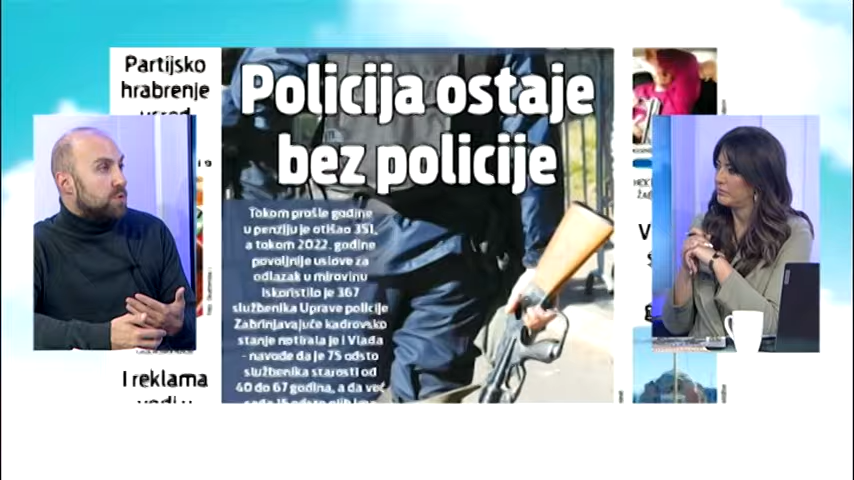 Partijsko
hrabrenje
Policija ostaje
bez policije
Tokom prošle godine
u penziju je otišao 351,
a tokom 2022. godine
povoljnije uslove za
odlazak u mirovinu
iskoristilo je 367
službenika Uprave policije
Zabrinjavajuće kadrovsko
stanje notirala je i Vlada
- navode da je 75 odsto
službenika starosti od
40 do 67 godina, a da već
I reklama